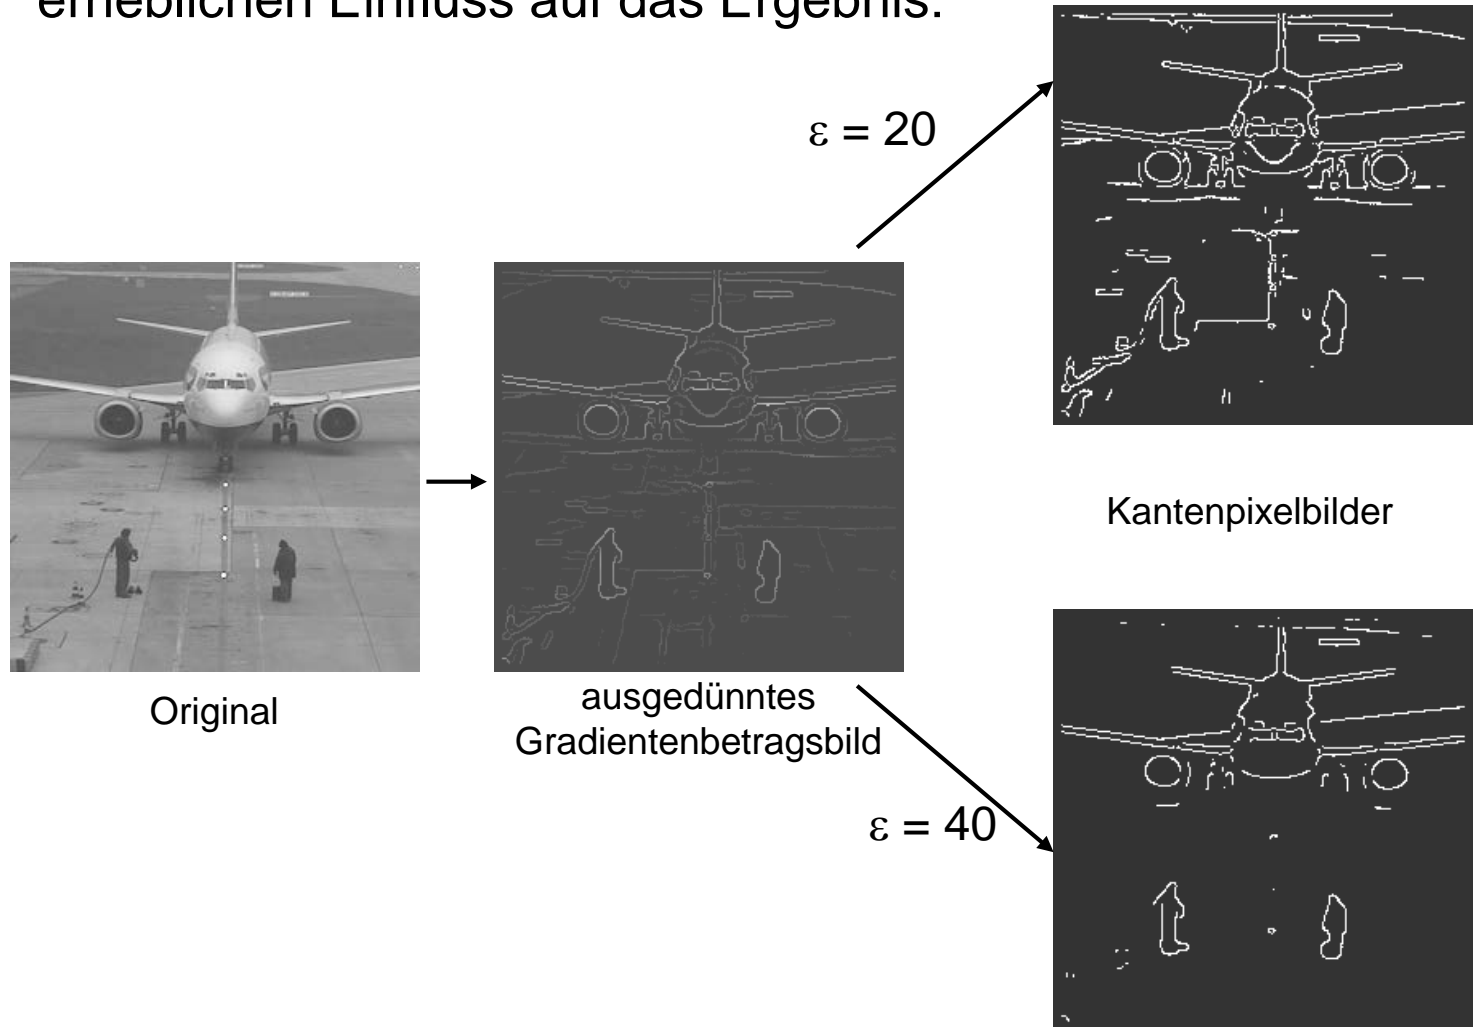 erheblichen Einfluss auf das Ergebnis.
ε = 20
Kantenpixelbilder
Original
ausgedünntes
Gradientenbetragsbild
ε = 40